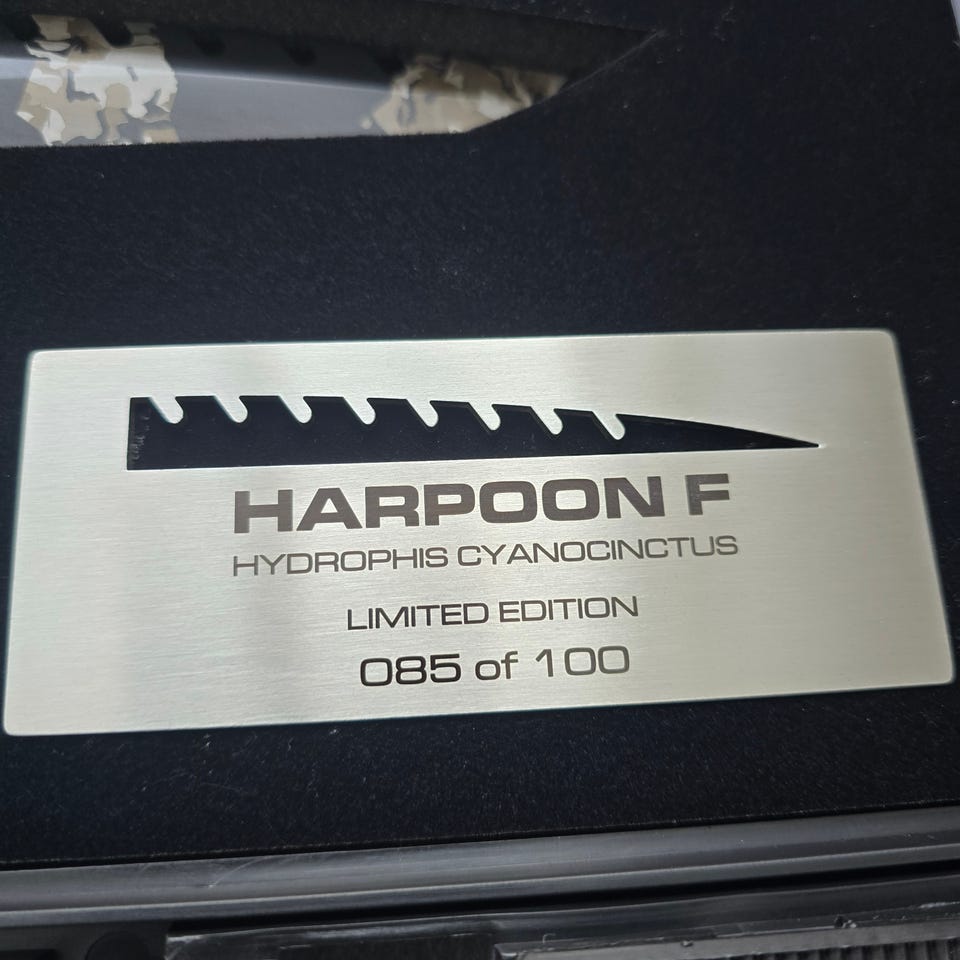 HARPOON F
HYDROPHIS CYANOCINCTUS
LIMITED EDITION
085 of 100